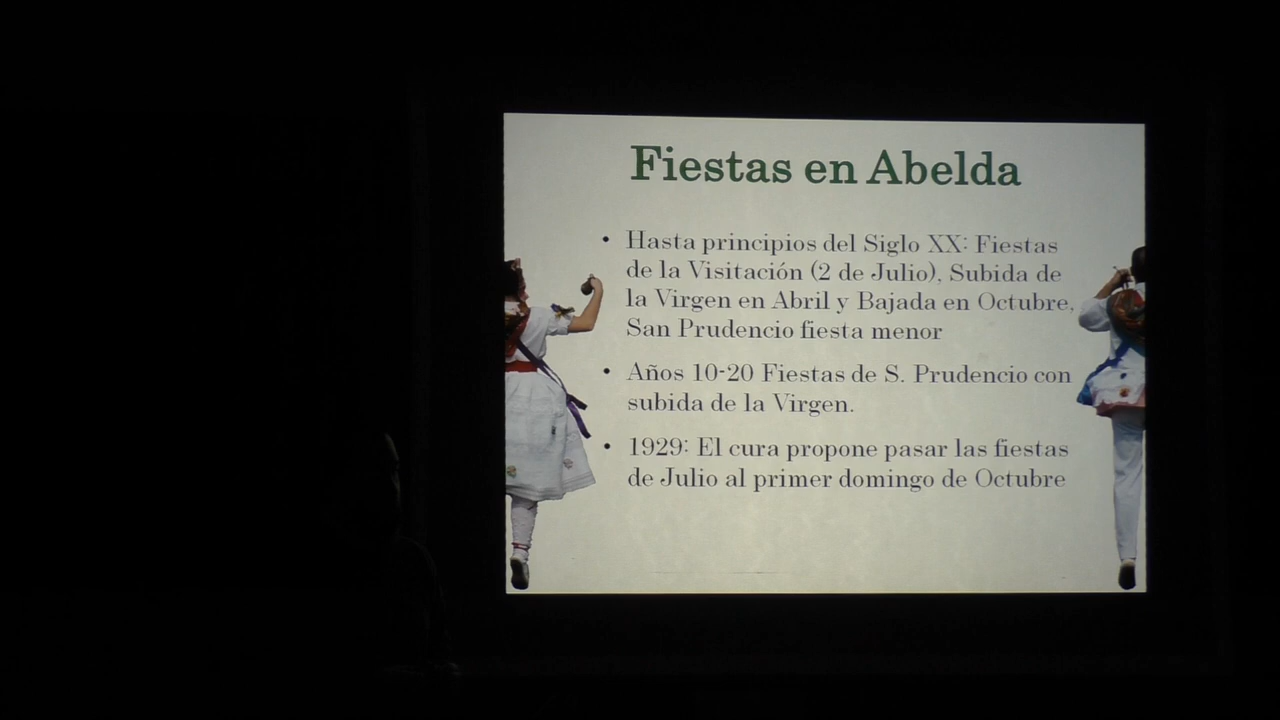 Fiestas en Abelda
• Hasta principios del Siglo XX: Fiestas
de la Visitación (2 de Julio), Subida de
la Virgen en Abril y Bajada en Octubre,
San Prudencio fiesta menor
• Años 10-20 Fiestas de S. Prudencio con
subida de la Virgen.
• 1929: El cura propone pasar las fiestas
de Julio al primer domingo de Octubre